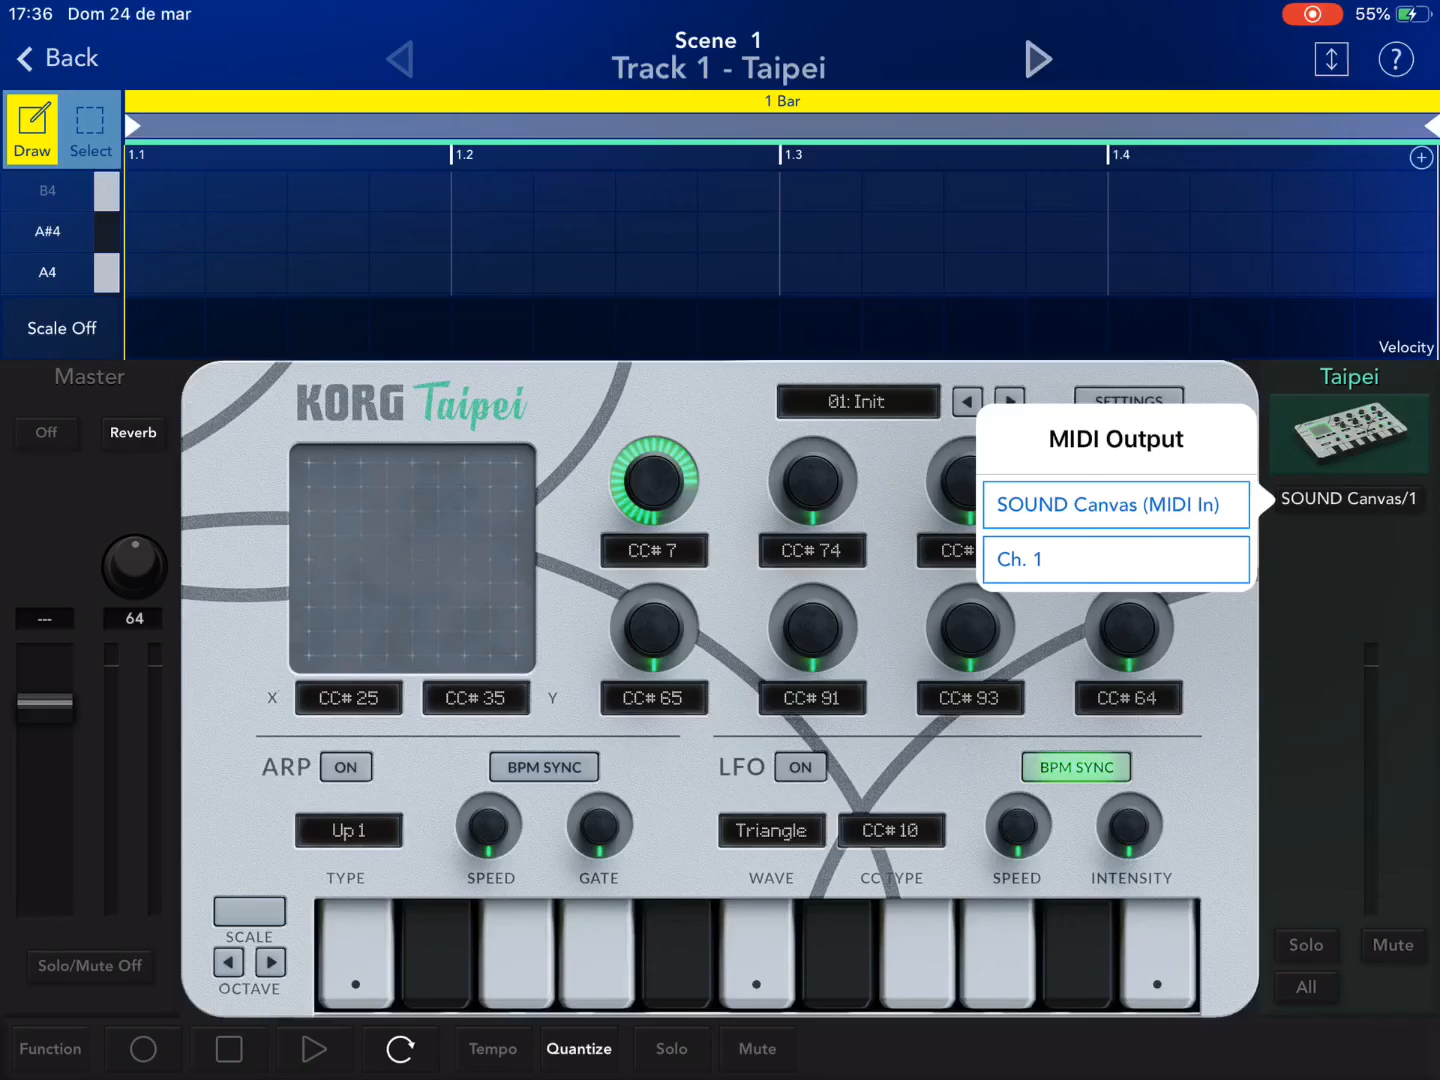 17:36 Dom 24 de mar
55%
Back
Scene 1
Track 1 - Taipei
?
Draw
Select
1 Bar
1.1
1.2
1.3
1.4
B4
A#4
A4
Scale Off
Velocity
Master
Off
Reverb
---
64
Solo/Mute Off
KORG Taipei
01: Init
SETTINGS
MIDI Output
SOUND Canvas (MIDI In)
Ch. 1
CC# 7
CC# 74
CC#
CC# 65
CC# 91
CC# 93
CC# 64
X
CC# 25
CC# 35
Y
ARP
ON
BPM SYNC
LFO
ON
BPM SYNC
Up 1
Triangle
CC# 10
TYPE
SPEED
GATE
WAVE
CC TYPE
SPEED
INTENSITY
SCALE
OCTAVE
Taipei
SOUND Canvas/1
Solo
Mute
All
Function
Tempo
Quantize
Solo
Mute